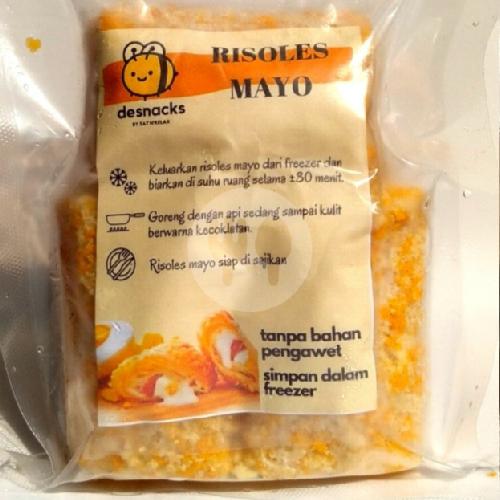 RISOLES
MAYO
desnacks
Keluarkan risoles mayo dari freezer dan
biarkan di suhu ruang selama ±30 menit.
Goreng dengan api sedang sampai kulit
berwarna kecoklatan.
Risoles mayo siap di sajikan
tanpa bahan
pengawet
simpan dalam
freezer